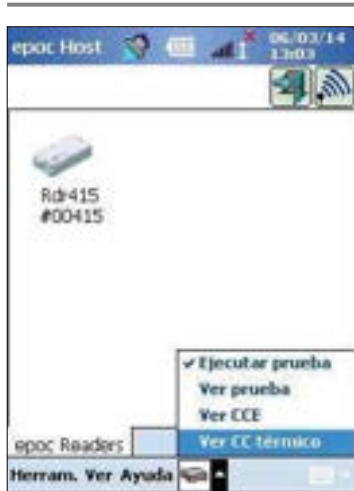 epoc Host 06/03/14
13:03
Rdr415
#00415
✓ Ejecutar prueba
Ver prueba
Ver CCE
Ver CC térmico
epoc Readers
Herram. Ver Ayuda